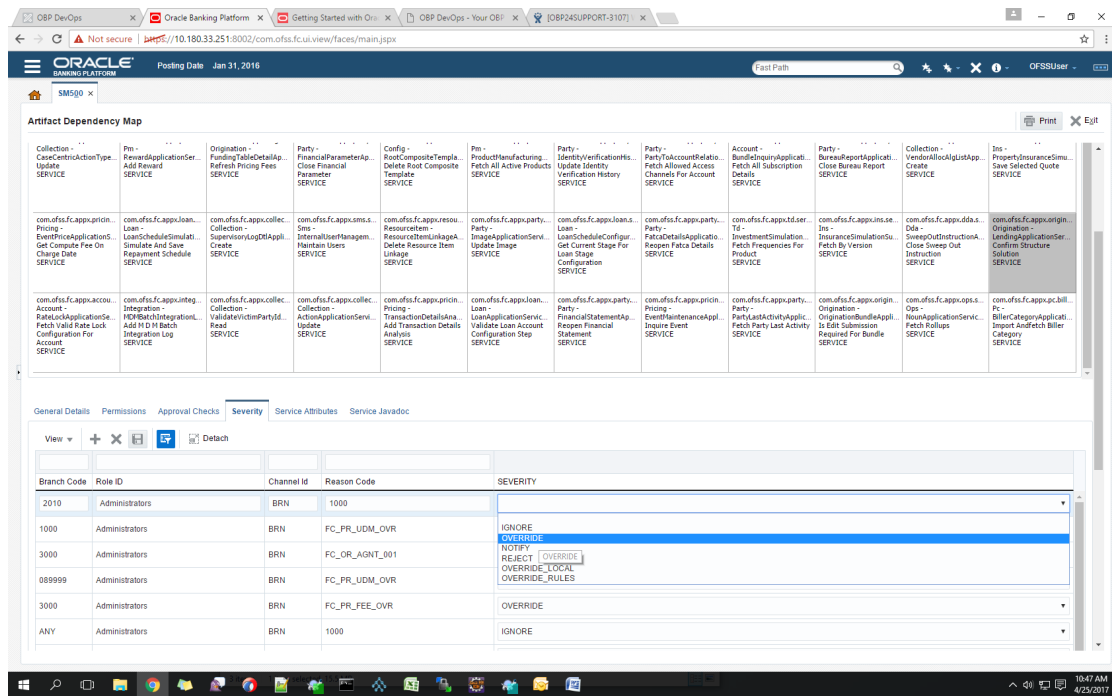 OBP DevOps
Oracle Banking Platform
Getting Started with Ora
OBP DevOps - Your OBP
[OBP24SUPPORT-3107]
Not secure | https://10.180.33.251:8002/com.ofss.fc.ui.view/faces/main.jspx
ORACLE
BANKING PLATFORM
Posting Date Jan 31, 2016
Fast Path
OFSSUser
SM500
Artifact Dependency Map
Print
Exit
Collection -
CaseCentricActionType...
Update
SERVICE
Pm -
RewardApplicationSer...
Add Reward
SERVICE
Origination -
FundingTableDetailAp...
Refresh Pricing Fees
SERVICE
Party -
FinancialParameterAp...
Close Financial
Parameter
SERVICE
Config -
RootCompositeTempla...
Delete Root Composite
Template
SERVICE
Pm -
ProductManufacturing...
Fetch All Active Products
SERVICE
Party -
IdentityVerificationHis...
Update Identity
Verification History
SERVICE
Party -
PartyToAccountRelatio...
Fetch Allowed Access
Channels For Account
SERVICE
Account -
BundleInquiryApplicati...
Fetch All Subscription
Details
SERVICE
Party -
BureauReportApplicati...
Close Bureau Report
SERVICE
Collection -
VendorAllocAlgListApp...
Create
SERVICE
Ins -
PropertyInsuranceSimu...
Save Selected Quote
SERVICE
com.ofss.fc.appx.pricin...
Pricing -
EventPriceApplicationS...
Get Compute Fee On
Charge Date
SERVICE
com.ofss.fc.appx.loan....
Loan -
LoanScheduleSimulati...
Simulate And Save
Repayment Schedule
SERVICE
com.ofss.fc.appx.collec...
Collection -
SupervisoryLogDtlAppli...
Create
SERVICE
com.ofss.fc.appx.sms.s...
Sms -
InternalUserManagem...
Maintain Users
SERVICE
com.ofss.fc.appx.resou...
Resourceitem -
ResourceItemLinkageA...
Delete Resource Item
Linkage
SERVICE
com.ofss.fc.appx.party....
Party -
ImageApplicationServi...
Update Image
SERVICE
com.ofss.fc.appx.loan.s...
Loan -
LoanScheduleConfigur...
Get Current Stage For
Loan Stage
Configuration
SERVICE
com.ofss.fc.appx.party....
Party -
FatcaDetailsApplicatio...
Reopen Fatca Details
SERVICE
com.ofss.fc.appx.td.ser...
Td -
InvestmentSimulation...
Fetch Frequencies For
Product
SERVICE
com.ofss.fc.appx.ins.se...
Ins -
InsuranceSimulationSu...
Fetch By Version
SERVICE
com.ofss.fc.appx.dda.s...
Dda -
SweepOutInstructionA...
Close Sweep Out
Instruction
SERVICE
com.ofss.fc.appx.origin...
Origination -
LendingApplicationSer...
Confirm Structure
Solution
SERVICE
com.ofss.fc.appx.accou...
Account -
RateLockApplicationSe...
Fetch Valid Rate Lock
Configuration For
Account
SERVICE
com.ofss.fc.appx.integ...
Integration -
MDMBatchIntegrationL...
Add M D M Batch
Integration Log
SERVICE
com.ofss.fc.appx.collec...
Collection -
ValidateVictimPartyId...
Read
SERVICE
com.ofss.fc.appx.collec...
Collection -
ActionApplicationServi...
Update
SERVICE
com.ofss.fc.appx.pricin...
Pricing -
TransactionDetailsAna...
Add Transaction Details
Analysis
SERVICE
com.ofss.fc.appx.loan....
Loan -
LoanApplicationServic...
Validate Loan Account
Configuration Step
SERVICE
com.ofss.fc.appx.party....
Party -
FinancialStatementAp...
Reopen Financial
Statement
SERVICE
com.ofss.fc.appx.pricin...
Pricing -
EventMaintenanceAppl...
Inquire Event
SERVICE
com.ofss.fc.appx.party....
Party -
PartyLastActivityApplic...
Fetch Party Last Activity
SERVICE
com.ofss.fc.appx.origin...
Origination -
OriginationBundleAppli...
Is Edit Submission
Required For Bundle
SERVICE
com.ofss.fc.appx.ops.s...
Ops -
NounApplicationServic...
Fetch Rollups
SERVICE
com.ofss.fc.appx.pc.bill...
Pc -
BillerCategoryApplicati...
Import Andfetch Biller
Category
SERVICE
General Details Permissions Approval Checks Severity Service Attributes Service Javadoc
View Detach
Branch Code Role ID Channel Id Reason Code SEVERITY
2010 Administrators BRN 1000
1000 Administrators BRN FC_PR_UDM_OVR
3000 Administrators BRN FC_OR_AGNT_001
089999 Administrators BRN FC_PR_UDM_OVR
IGNORE
OVERRIDE
NOTIFY
REJECT OVERRIDE
OVERRIDE_LOCAL
OVERRIDE_RULES
3000 Administrators BRN FC_PR_FEE_OVR OVERRIDE
ANY Administrators BRN 1000 IGNORE
10:47 AM
4/25/2017